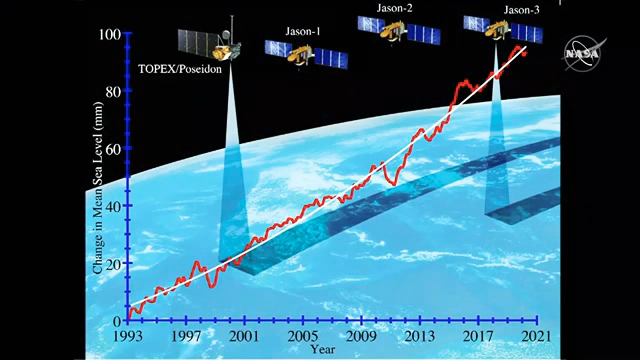 Jason-1
Jason-2
Jason-3
NASA
TOPEX/Poseidon
Change in Mean Sea Level (mm)
100
80
60
40
20
0
1993
1997
2001
2005
2009
2013
2017
2021
Year